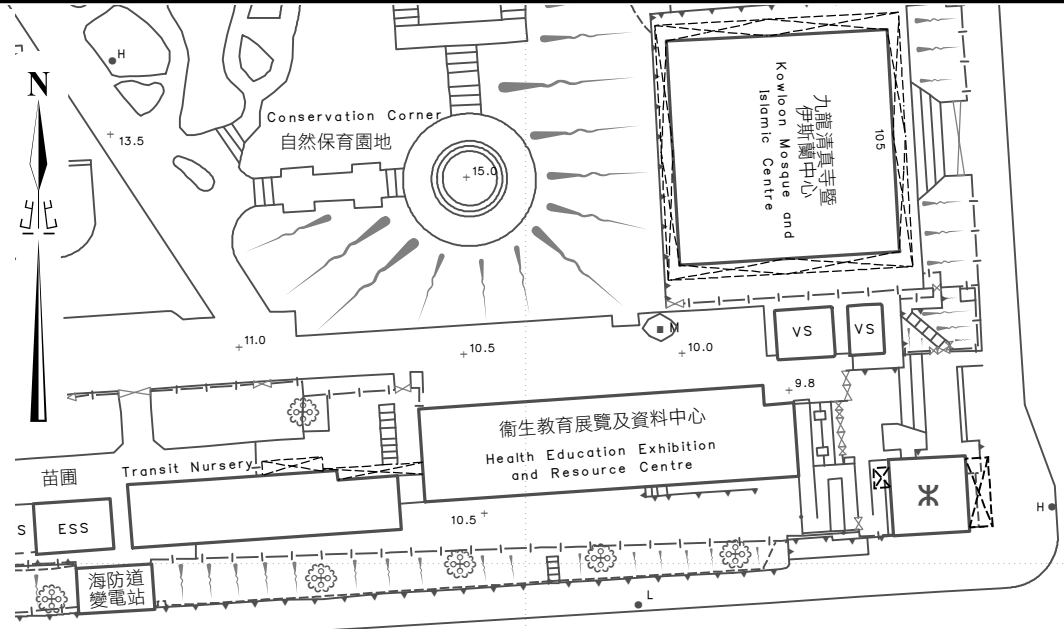 H
N
13.5
Conservation Corner
自然保育園地
15.0
九龍清真寺暨
伊斯蘭中心
Kowloon Mosque and
Islamic Centre
105
11.0
10.5
M
10.0
VS
VS
9.8
衞生教育展覽及資料中心
Health Education Exhibition
and Resource Centre
苗圃
Transit Nursery
S
ESS
10.5
H
海防道
變電站
L